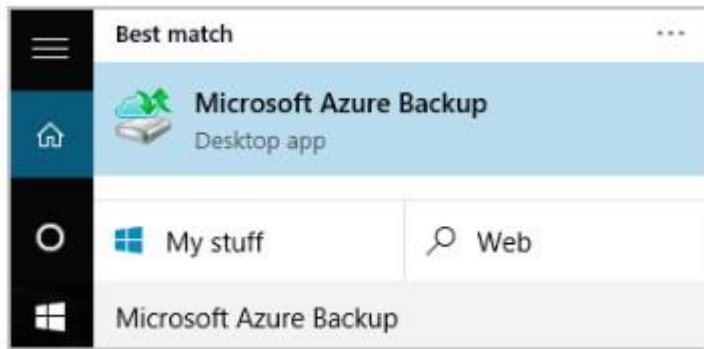 Best match
Microsoft Azure Backup
Desktop app
My stuff
Web
Microsoft Azure Backup